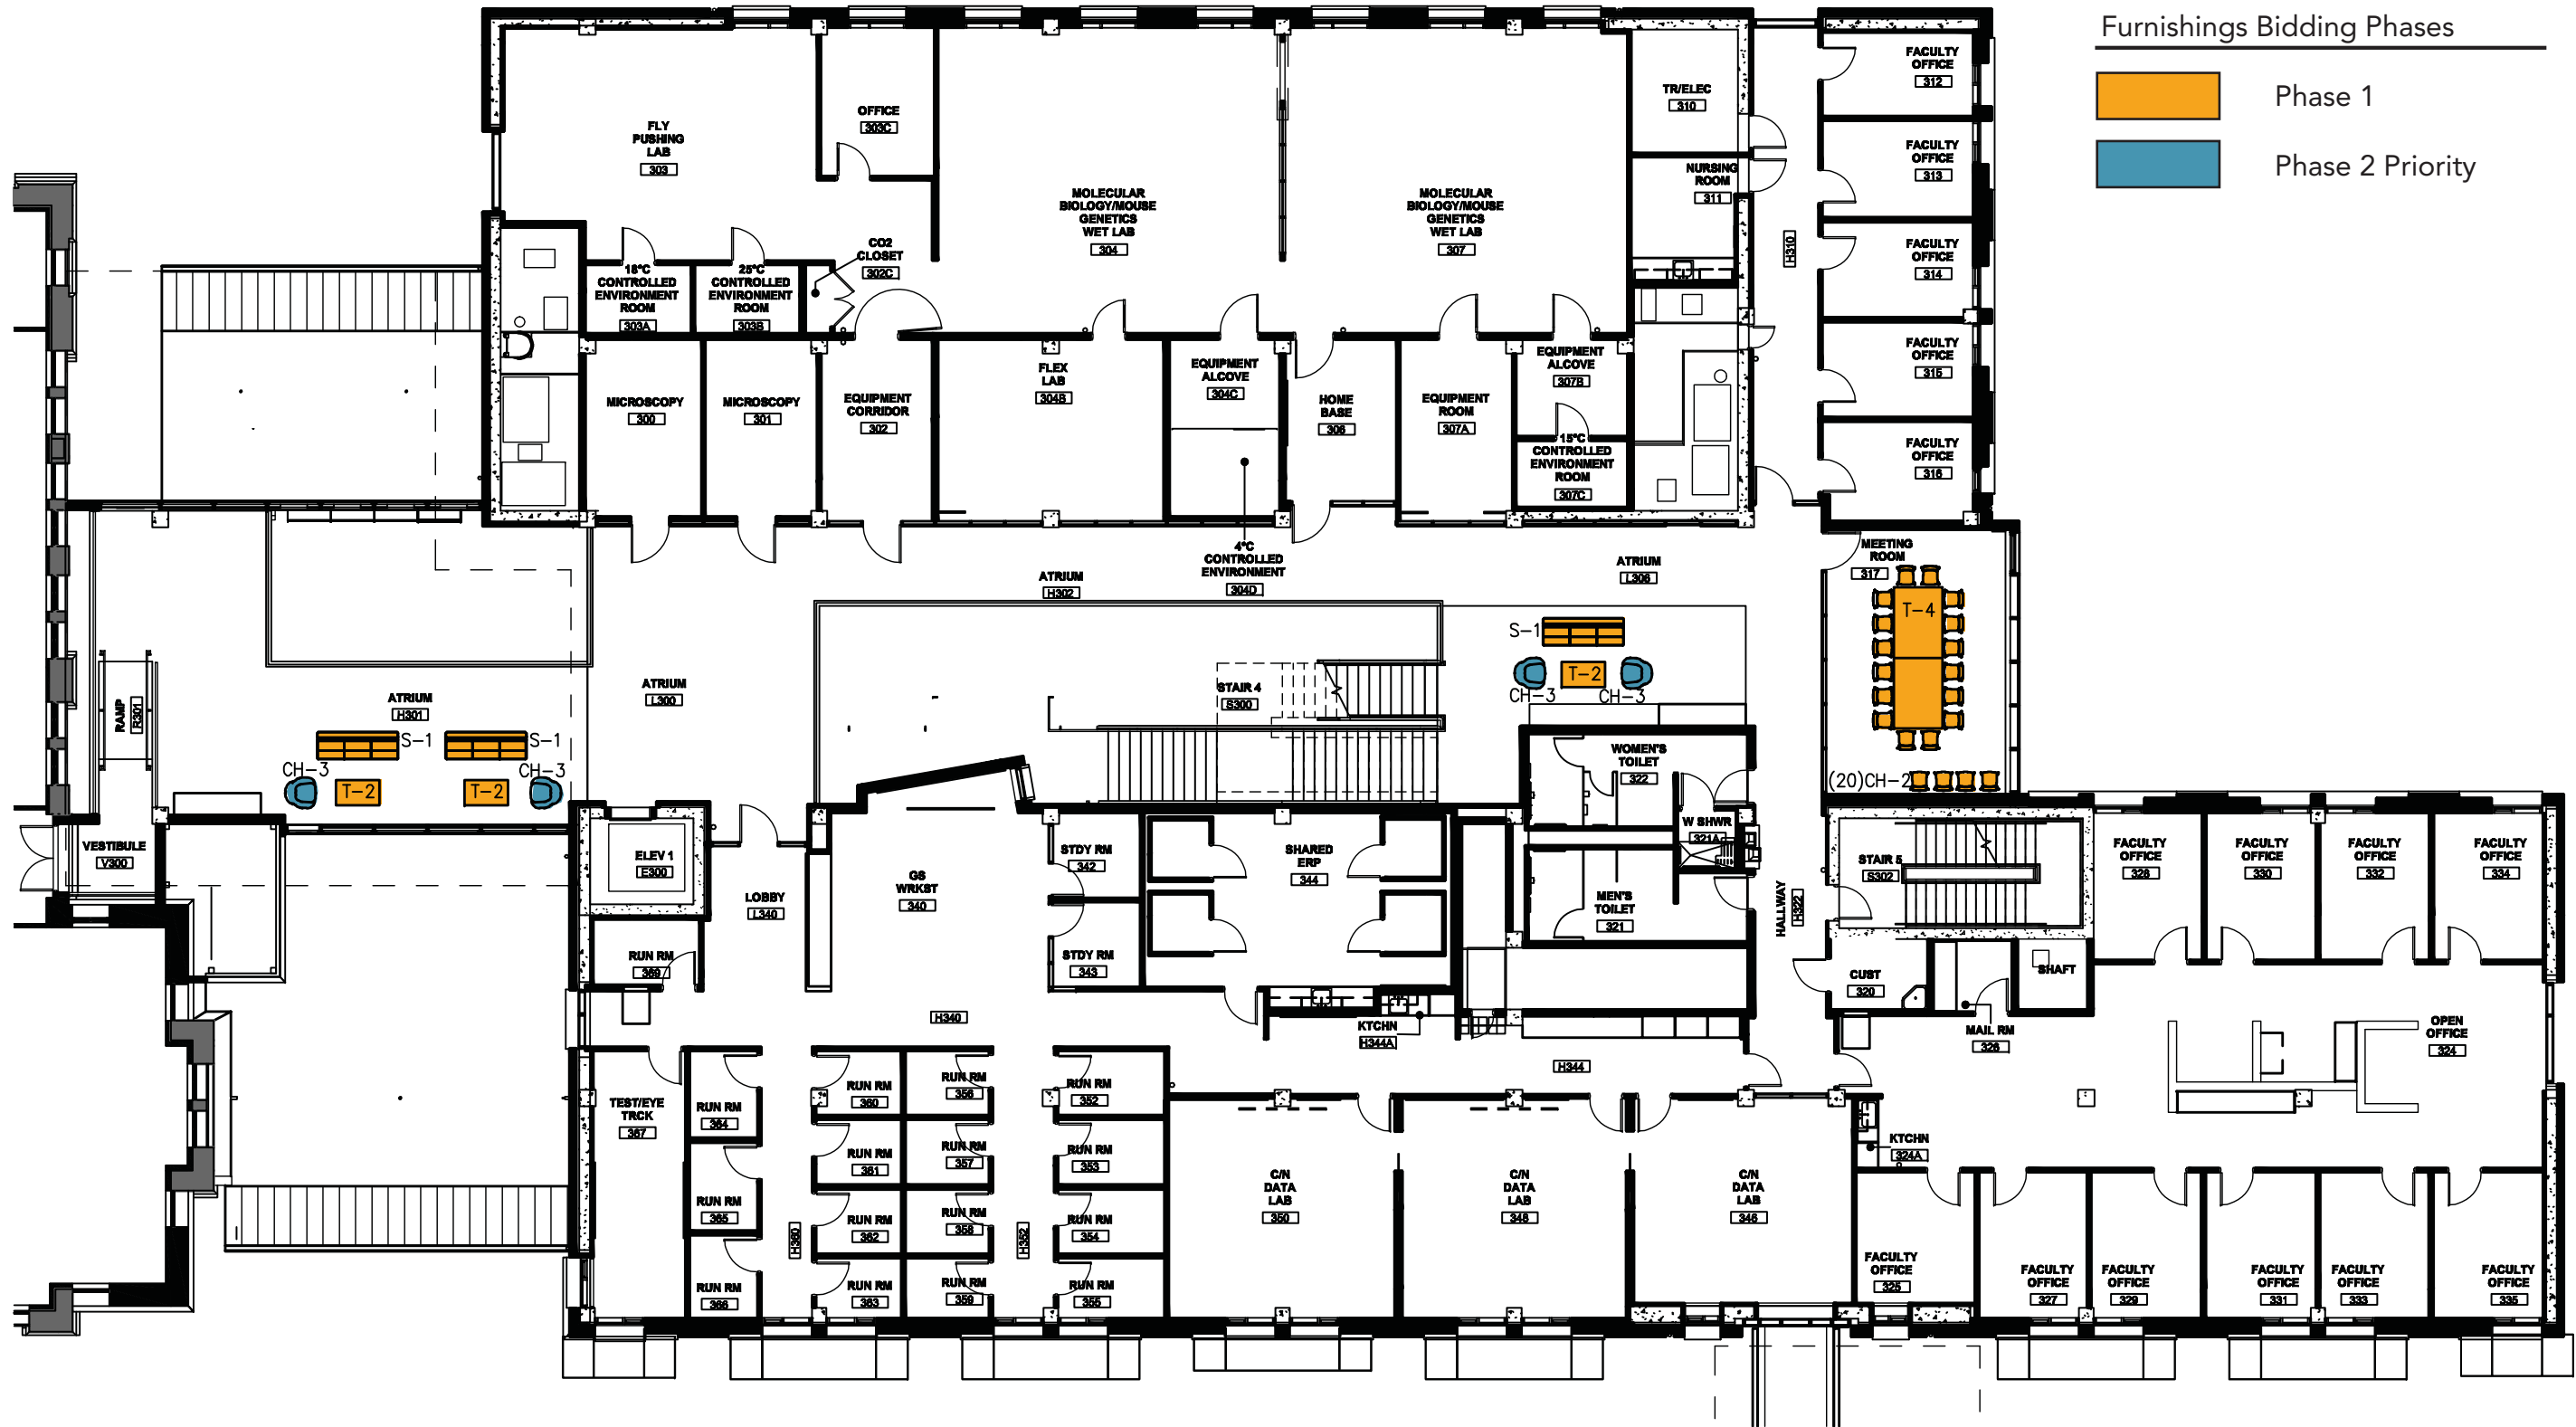 Furnishings Bidding Phases
Phase 1
Phase 2 Priority
FACULTY
OFFICE
312
FACULTY
OFFICE
313
FACULTY
OFFICE
314
FACULTY
OFFICE
315
FACULTY
OFFICE
316
TR/ELEC
310
NURSING
ROOM
311
H310
OFFICE
303C
FLY
PUSHING
LAB
303
MOLECULAR
BIOLOGY/MOUSE
GENETICS
WET LAB
304
MOLECULAR
BIOLOGY/MOUSE
GENETICS
WET LAB
307
CO2
CLOSET
302C
18°C
CONTROLLED
ENVIRONMENT
ROOM
303A
25°C
CONTROLLED
ENVIRONMENT
ROOM
303B
MICROSCOPY
300
MICROSCOPY
301
EQUIPMENT
CORRIDOR
302
FLEX
LAB
304B
EQUIPMENT
ALCOVE
304C
HOME
BASE
306
EQUIPMENT
ROOM
307A
EQUIPMENT
ALCOVE
307B
15°C
CONTROLLED
ENVIRONMENT
ROOM
307C
4°C
CONTROLLED
ENVIRONMENT
304D
ATRIUM
H302
ATRIUM
L306
MEETING
ROOM
317
T-4
(20)CH-2
S-1
T-2
CH-3
CH-3
STAIR 4
S300
ATRIUM
L300
ATRIUM
H301
RAMP
R301
S-1
S-1
CH-3
CH-3
T-2
T-2
VESTIBULE
V300
ELEV 1
E300
LOBBY
L340
GS
WRKST
340
STDY RM
342
STDY RM
343
SHARED
ERP
344
WOMEN'S
TOILET
322
W SHWR
321A
MEN'S
TOILET
321
HALLWAY
H322
STAIR 5
S302
FACULTY
OFFICE
328
FACULTY
OFFICE
330
FACULTY
OFFICE
332
FACULTY
OFFICE
334
RUN RM
369
CUST
320
SHAFT
MAIL RM
326
OPEN
OFFICE
324
H340
KTCHN
H344A
H344
KTCHN
324A
TEST/EYE
TRCK
367
RUN RM
364
RUN RM
365
RUN RM
366
H360
RUN RM
360
RUN RM
361
RUN RM
362
RUN RM
363
RUN RM
356
RUN RM
357
RUN RM
358
RUN RM
359
H352
RUN RM
352
RUN RM
353
RUN RM
354
RUN RM
355
C/N
DATA
LAB
350
C/N
DATA
LAB
348
C/N
DATA
LAB
346
FACULTY
OFFICE
325
FACULTY
OFFICE
327
FACULTY
OFFICE
329
FACULTY
OFFICE
331
FACULTY
OFFICE
333
FACULTY
OFFICE
335